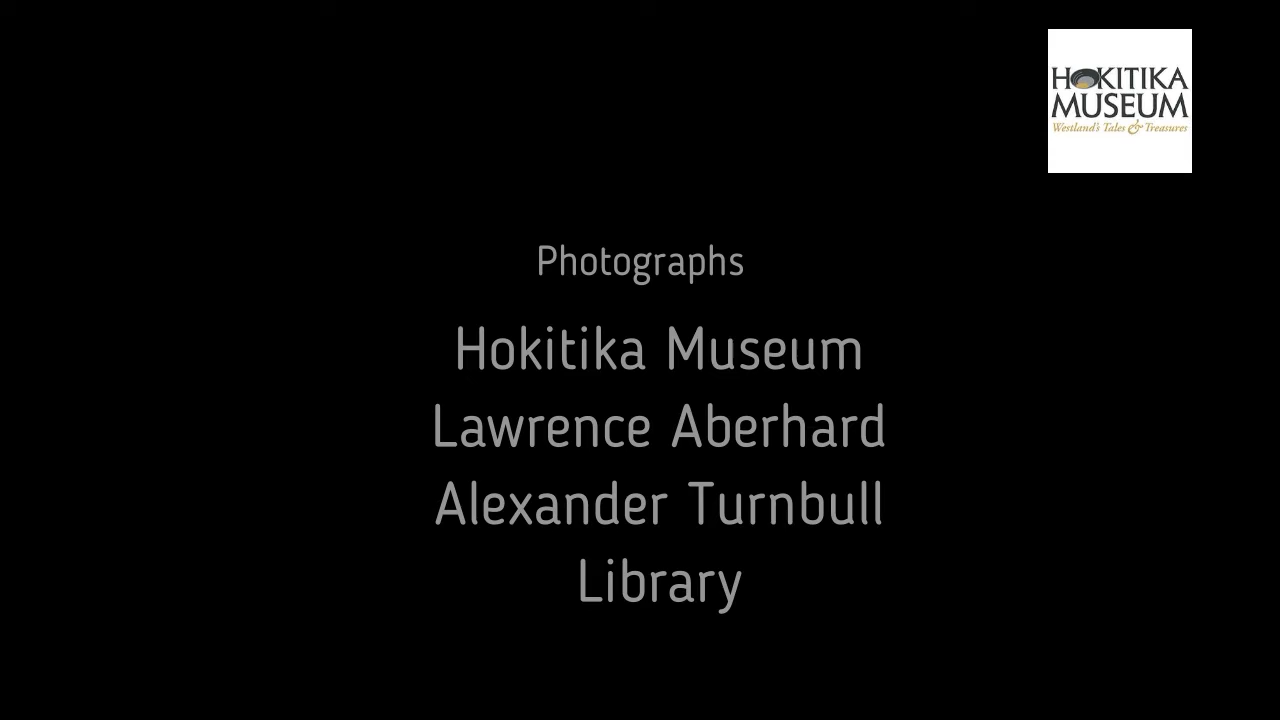 HOKITIKA
MUSEUM
Westland's Tales & Treasures
Photographs
Hokitika Museum
Lawrence Aberhard
Alexander Turnbull
Library